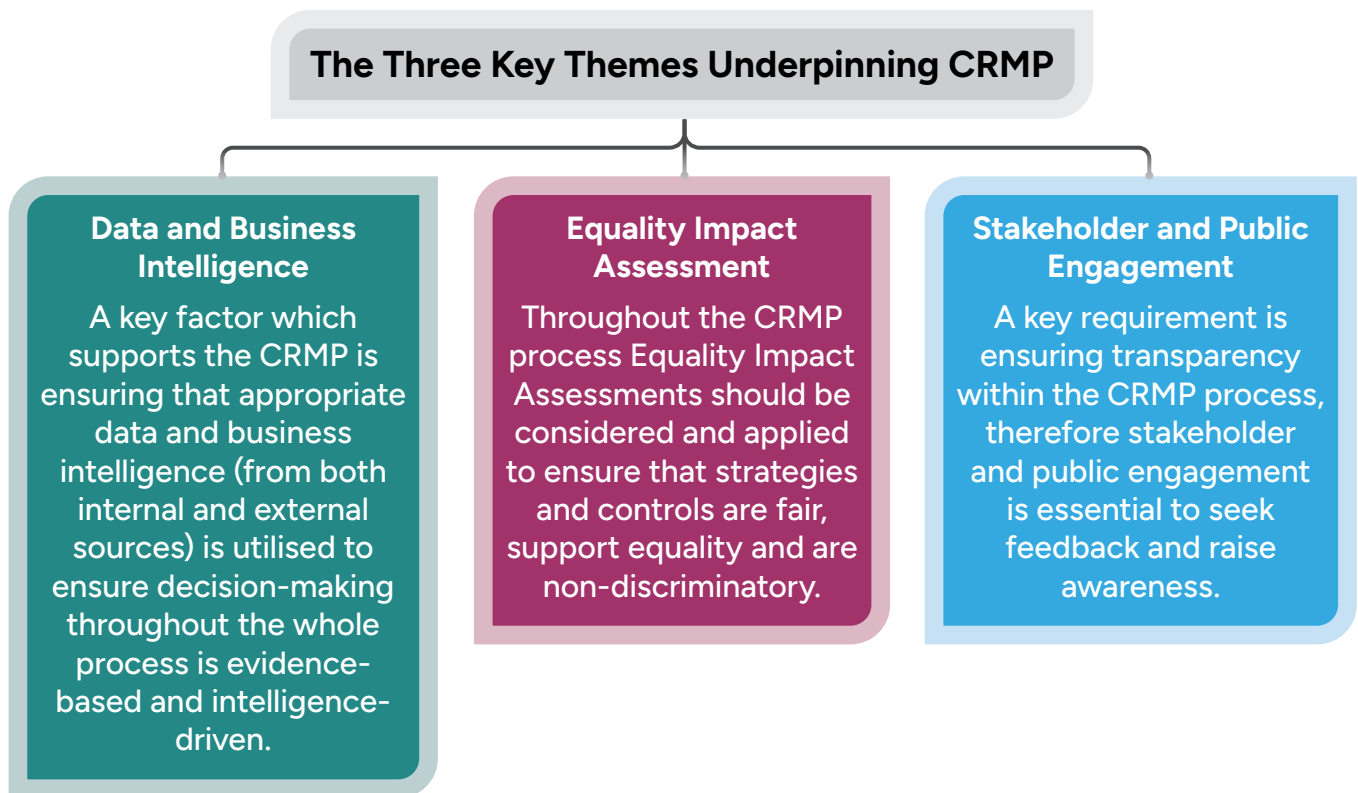 The Three Key Themes Underpinning CRMP
Data and Business
Intelligence
A key factor which
supports the CRMP is
ensuring that appropriate
data and business
intelligence (from both
internal and external
sources) is utilised to
ensure decision-making
throughout the whole
process is evidence-
based and intelligence-
driven.
Equality Impact
Assessment
Throughout the CRMP
process Equality Impact
Assessments should be
considered and applied
to ensure that strategies
and controls are fair,
support equality and are
non-discriminatory.
Stakeholder and Public
Engagement
A key requirement is
ensuring transparency
within the CRMP process,
therefore stakeholder
and public engagement
is essential to seek
feedback and raise
awareness.